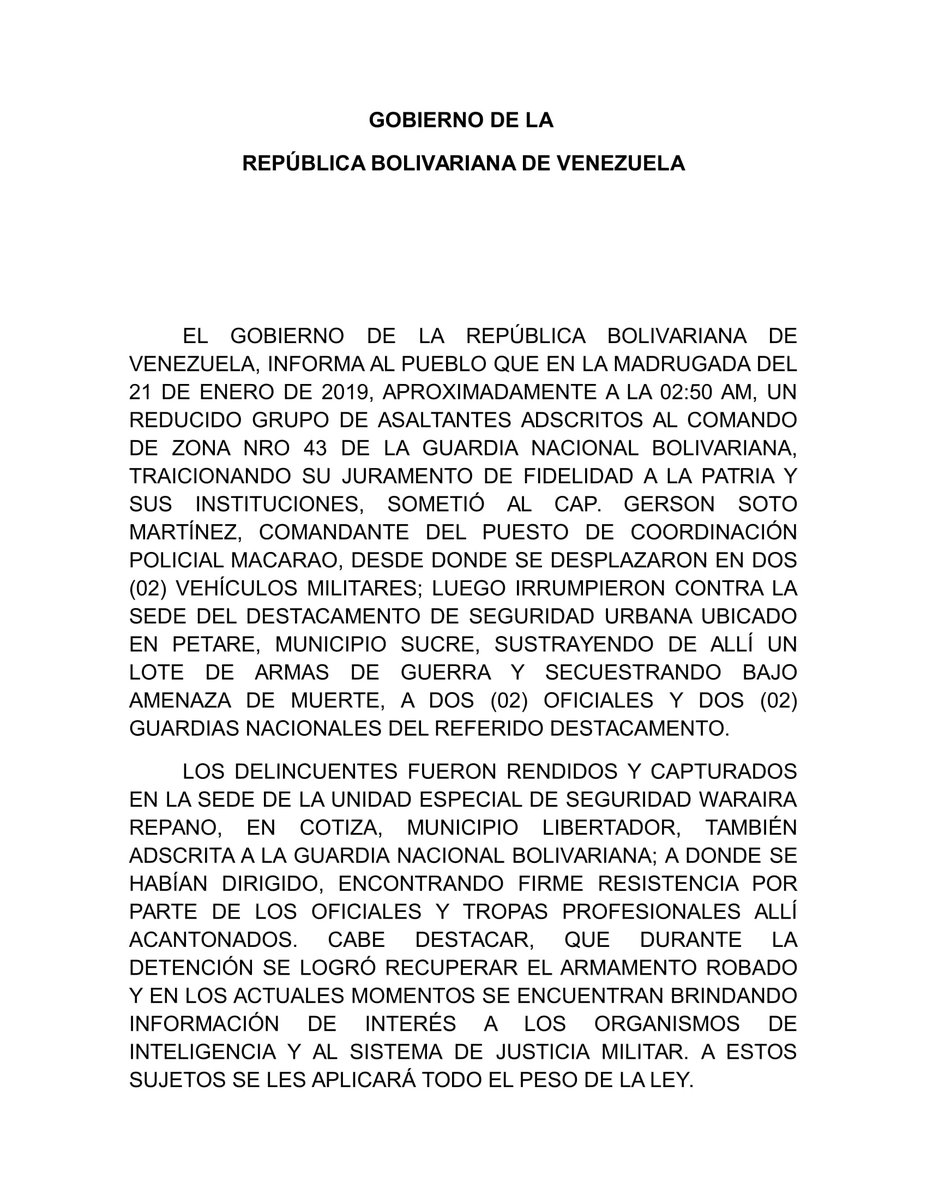 GOBIERNO DE LA
REPÚBLICA BOLIVARIANA DE VENEZUELA
EL GOBIERNO DE LA REPÚBLICA BOLIVARIANA DE
VENEZUELA, INFORMA AL PUEBLO QUE EN LA MADRUGADA DEL
21 DE ENERO DE 2019, APROXIMADAMENTE A LA 02:50 AM, UN
REDUCIDO GRUPO DE ASALTANTES ADSCRITOS AL COMANDO
DE ZONA NRO 43 DE LA GUARDIA NACIONAL BOLIVARIANA,
TRAICIONANDO SU JURAMENTO DE FIDELIDAD A LA PATRIA Y
SUS INSTITUCIONES, SOMETIÓ AL CAP. GERSON SOTO
MARTÍNEZ, COMANDANTE DEL PUESTO DE COORDINACIÓN
POLICIAL MACARAO, DESDE DONDE SE DESPLAZARON EN DOS
(02) VEHÍCULOS MILITARES; LUEGO IRRUMPIERON CONTRA LA
SEDE DEL DESTACAMENTO DE SEGURIDAD URBANA UBICADO
EN PETARE, MUNICIPIO SUCRE, SUSTRAYENDO DE ALLÍ UN
LOTE DE ARMAS DE GUERRA Y SECUESTRANDO BAJO
AMENAZA DE MUERTE, A DOS (02) OFICIALES Y DOS (02)
GUARDIAS NACIONALES DEL REFERIDO DESTACAMENTO.
LOS DELINCUENTES FUERON RENDIDOS Y CAPTURADOS
EN LA SEDE DE LA UNIDAD ESPECIAL DE SEGURIDAD WARAIRA
REPANO, EN COTIZA, MUNICIPIO LIBERTADOR, TAMBIÉN
ADSCRITA A LA GUARDIA NACIONAL BOLIVARIANA; A DONDE SE
HABÍAN DIRIGIDO, ENCONTRANDO FIRME RESISTENCIA POR
PARTE DE LOS OFICIALES Y TROPAS PROFESIONALES ALLÍ
ACANTONADOS. CABE DESTACAR, QUE DURANTE LA
DETENCIÓN SE LOGRÓ RECUPERAR EL ARMAMENTO ROBADO
Y EN LOS ACTUALES MOMENTOS SE ENCUENTRAN BRINDANDO
INFORMACIÓN DE INTERÉS A LOS ORGANISMOS DE
INTELIGENCIA Y AL SISTEMA DE JUSTICIA MILITAR. A ESTOS
SUJETOS SE LES APLICARÁ TODO EL PESO DE LA LEY.